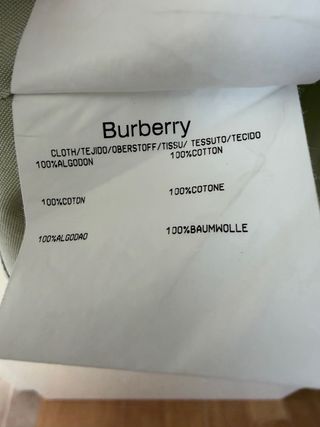 Burberry
CLOTH/TEJIDO/OBERSTOFF/TISSU/ TESSUTO/TECIDO
100%ALGODON 100%COTTON
100%COTON 100%COTONE
100%ALGODAO 100%BAUMWOLLE